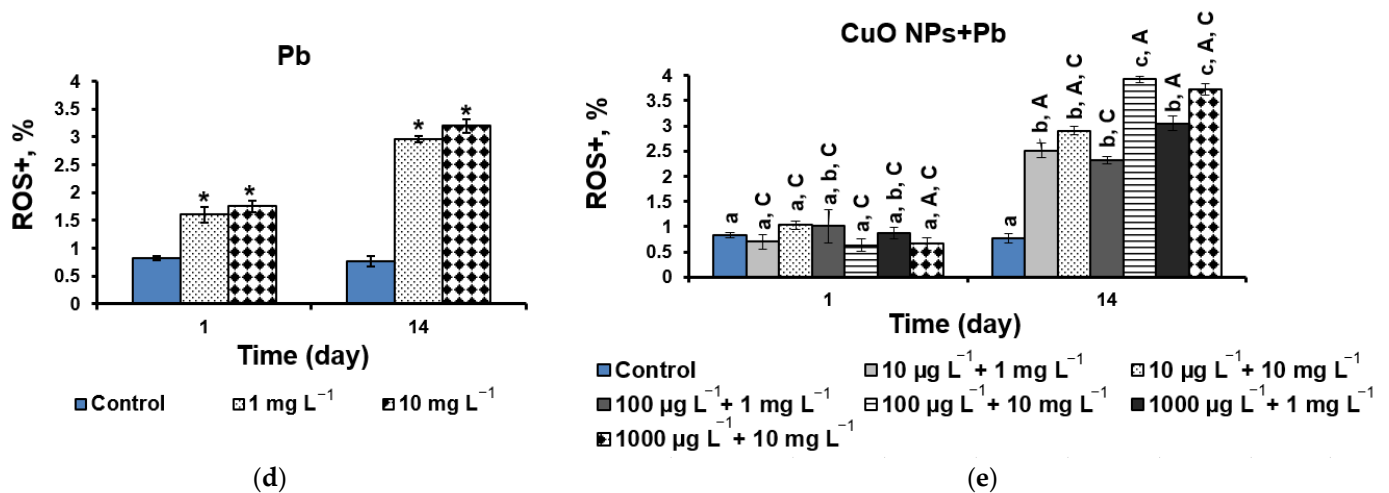 Pb
ROS+, %
4
3.5
3
2.5
2
1.5
1
0.5
0
*
*
*
*
1
14
Time (day)
Control
1 mg L⁻¹
10 mg L⁻¹
(d)
CuO NPs+Pb
ROS+, %
4
3.5
3
2.5
2
1.5
1
0.5
0
a
a, C
a, C
a, b, C
a, C
a, b, C
a, A, C
a
b, A
b, A, C
b, C
c, A
b, A
c, A, C
1
14
Time (day)
Control
10 µg L⁻¹+ 1 mg L⁻¹
10 µg L⁻¹+ 10 mg L⁻¹
100 µg L⁻¹+ 1 mg L⁻¹
100 µg L⁻¹+ 10 mg L⁻¹
1000 µg L⁻¹+ 1 mg L⁻¹
1000 µg L⁻¹+ 10 mg L⁻¹
(e)